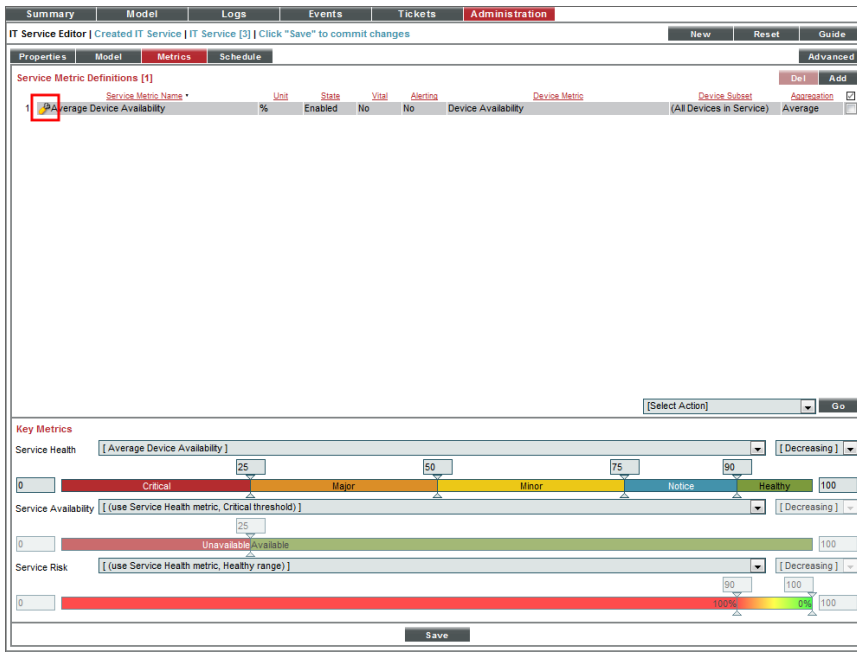 Summary Model Logs Events Tickets Administration
IT Service Editor | Created IT Service | IT Service [3] | Click "Save" to commit changes New Reset Guide
Properties Model Metrics Schedule Advanced
Service Metric Definitions [1] Del Add
Service Metric Name Unit State Vital Alerting Device Metric Device Subset Aggregation
1 Average Device Availability % Enabled No No Device Availability (All Devices in Service) Average
[Select Action] Go
Key Metrics
Service Health [ Average Device Availability ] [ Decreasing ]
25 50 75 90
0 Critical Major Minor Notice Healthy 100
Service Availability [ (use Service Health metric, Critical threshold) ] [ Decreasing ]
25
0 Unavailable Available 100
Service Risk [ (use Service Health metric, Healthy range) ] [ Decreasing ]
90 100
0 100% 0% 100
Save